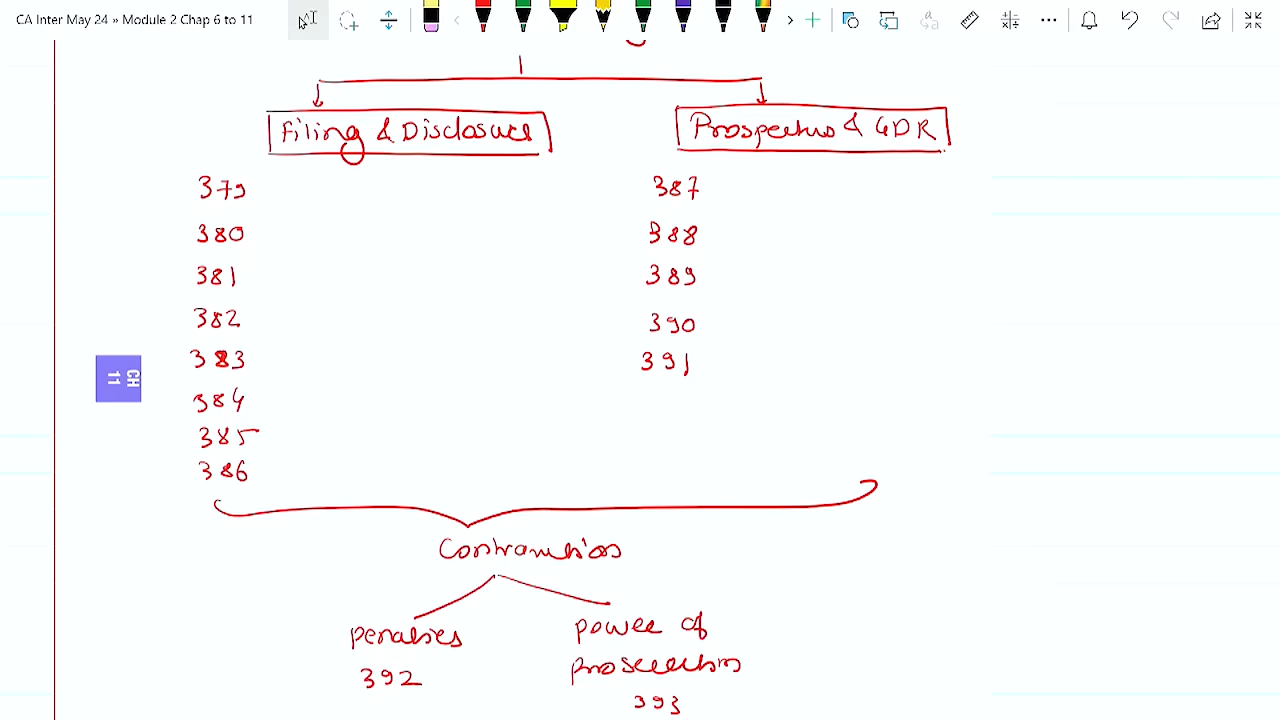 CA Inter May 24 » Module 2 Chap 6 to 11
Filing & Disclosure
Prospectus & GDR
379
380
381
382
383
384
385
386
387
388
389
390
391
CH
11
Contravention
Penalties
392
Power of
Prosecution
393